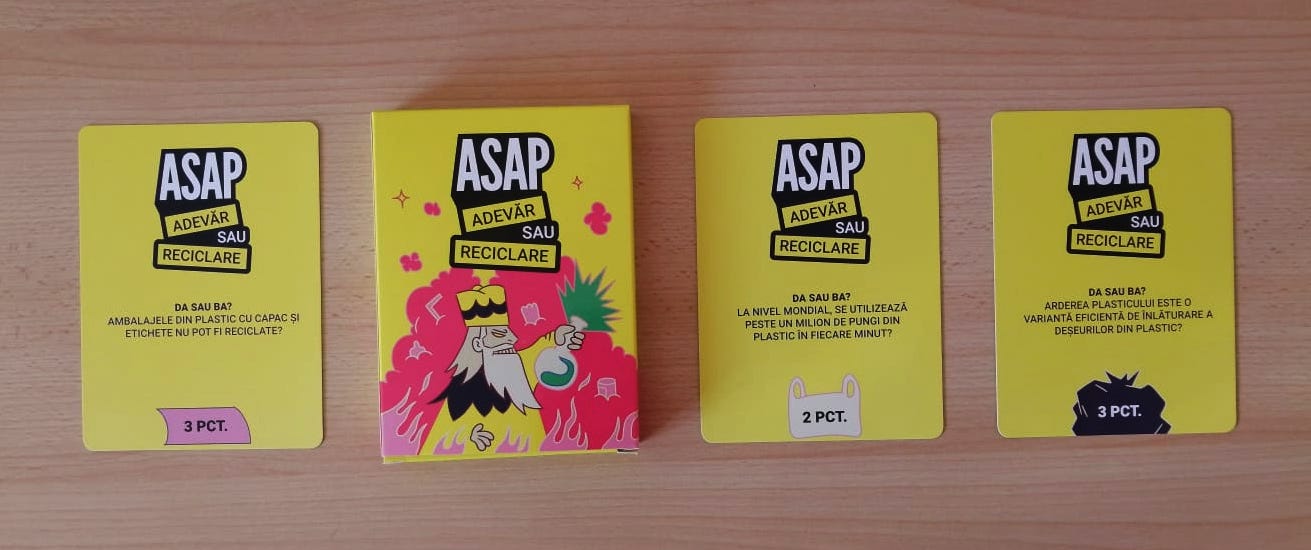 ASAP
ADEVĂR
SAU
RECICLARE
DA SAU BA?
AMBALAJELE DIN PLASTIC CU CAPAC ȘI
ETICHETE NU POT FI RECICLATE?
3 PCT.
ASAP
ADEVĂR
SAU
RECICLARE
ASAP
ADEVĂR
SAU
RECICLARE
DA SAU BA?
LA NIVEL MONDIAL, SE UTILIZEAZĂ
PESTE UN MILION DE PUNGI DIN
PLASTIC ÎN FIECARE MINUT?
2 PCT.
ASAP
ADEVĂR
SAU
RECICLARE
DA SAU BA?
ARDEREA PLASTICULUI ESTE O
VARIANTĂ EFICIENTĂ DE ÎNLĂTURARE A
DEȘEURILOR DIN PLASTIC?
3 PCT.